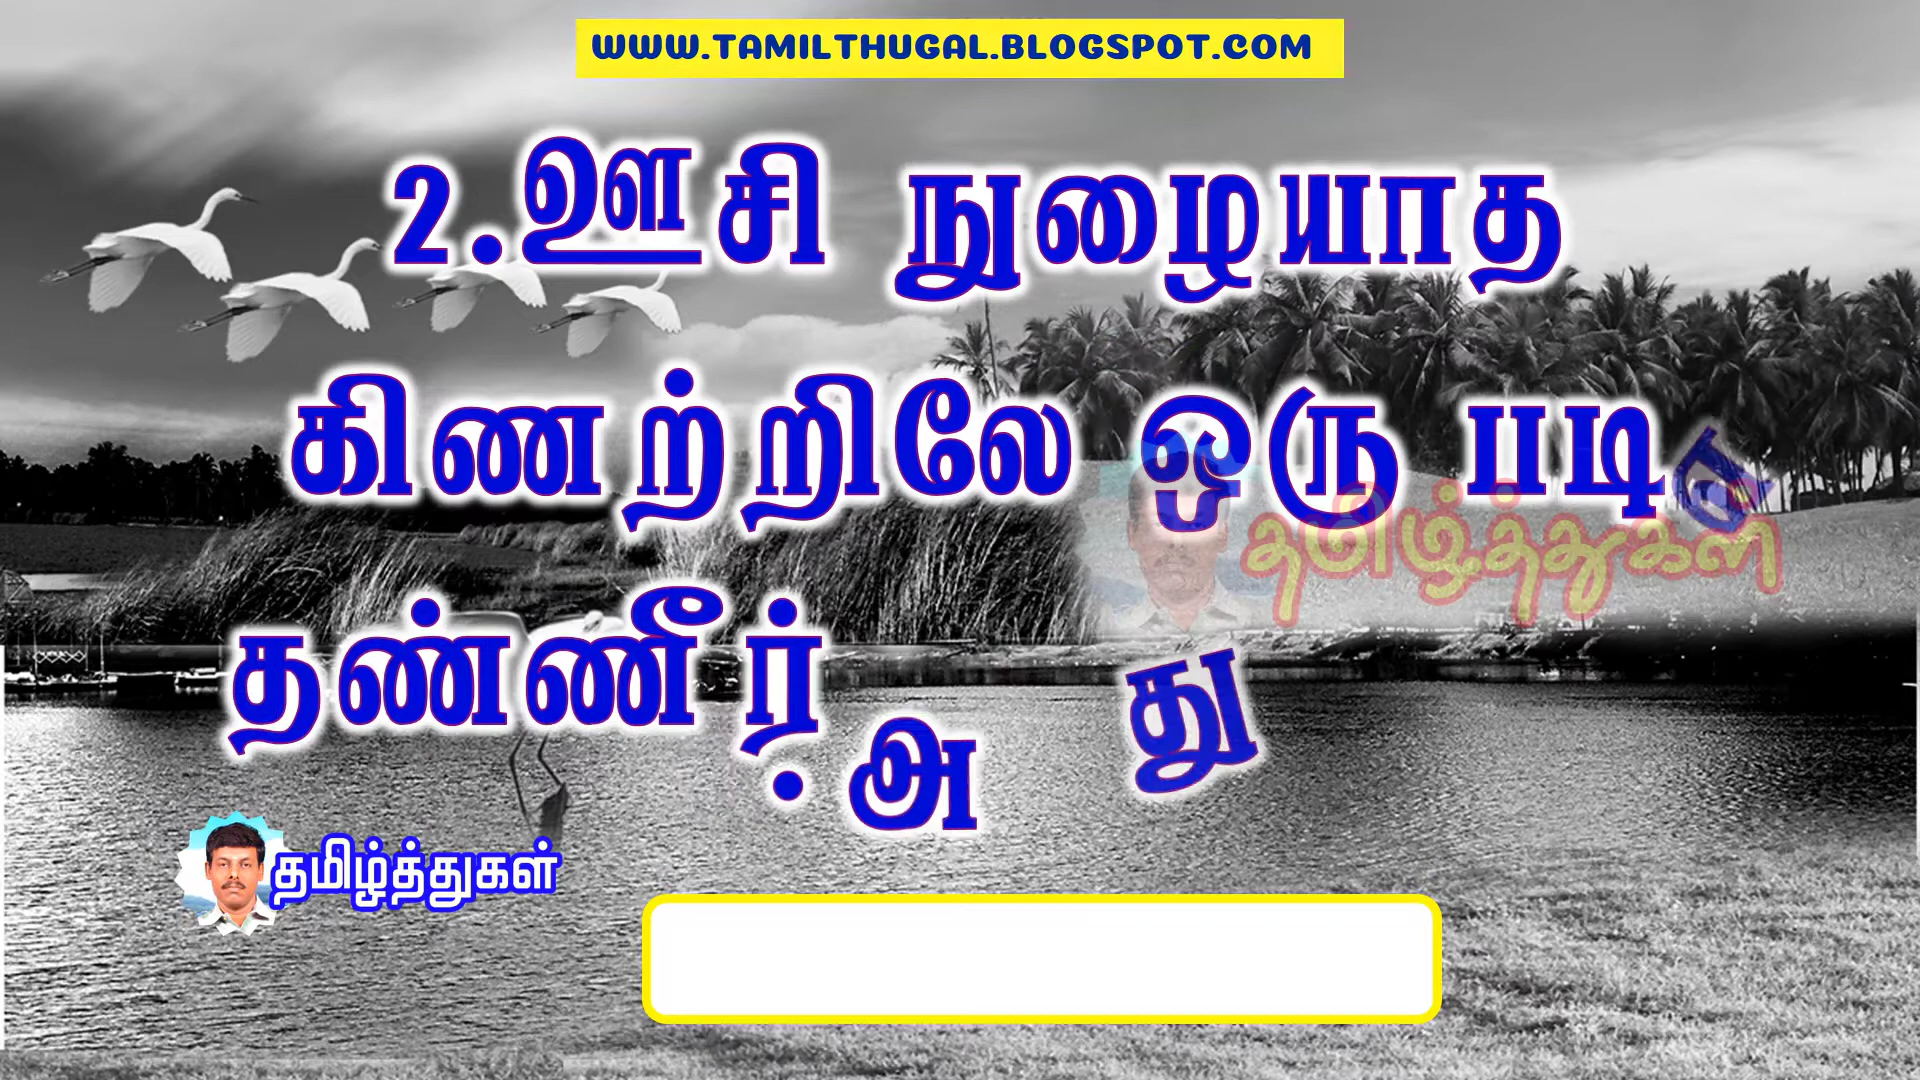 WWW.TAMILTHUGAL.BLOGSPOT.COM
2.ஊசி நுழையாத
கிணற்றிலே ஒரு படி
தண்ணீர். அ து
தமிழ்த்துகள்
தமிழ்த்துகள்